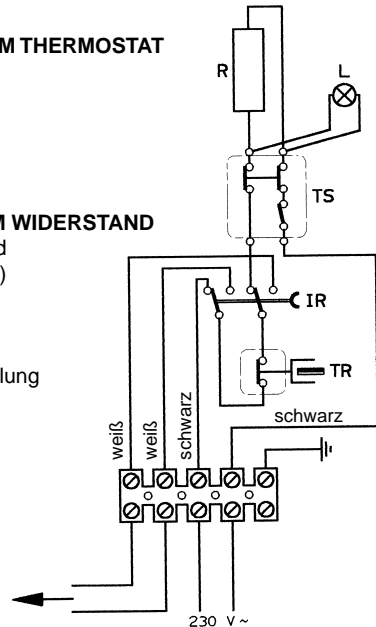 M THERMOSTAT
R
L
TS
M WIDERSTAND
d
)
IR
lung
TR
schwarz
weiß
weiß
schwarz
230 V ~